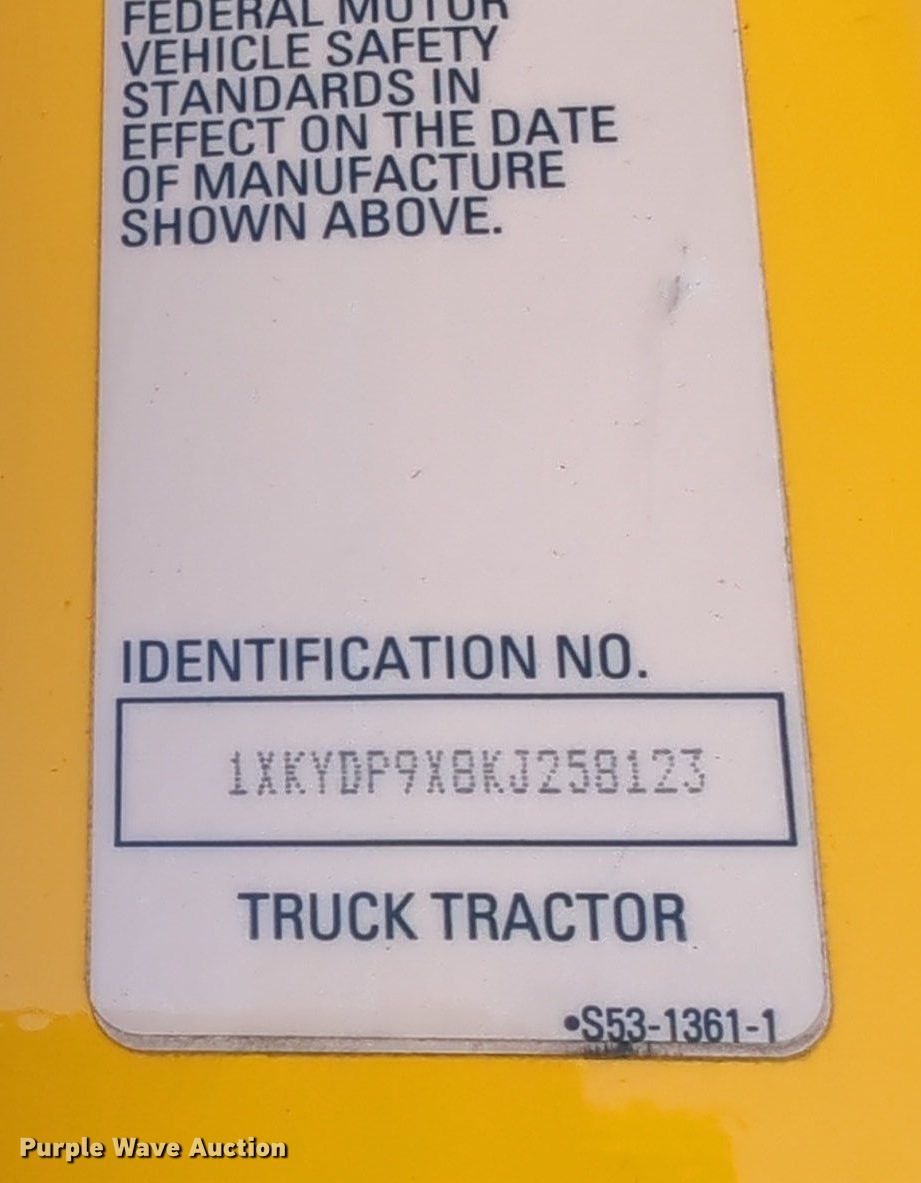 FEDERAL MOTOR
VEHICLE SAFETY
STANDARDS IN
EFFECT ON THE DATE
OF MANUFACTURE
SHOWN ABOVE.
IDENTIFICATION NO.
1XKYDP9X8KJ258123
TRUCK TRACTOR
•S53-1361-1
Purple Wave Auction